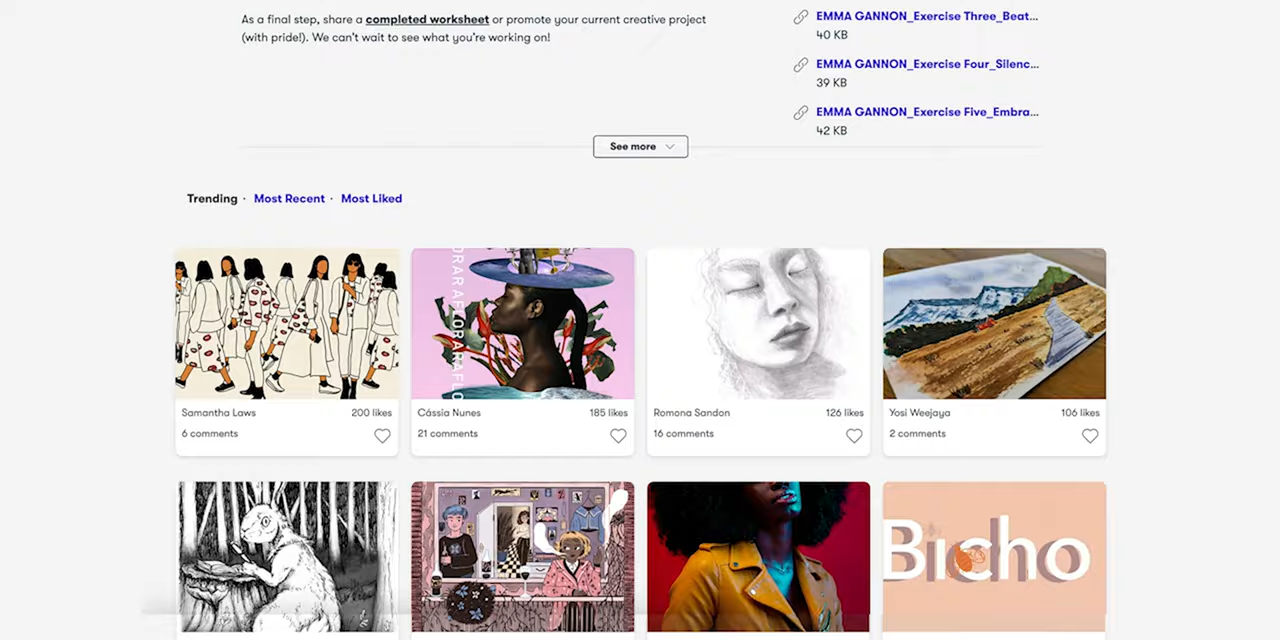 As a final step, share a completed worksheet or promote your current creative project
(with pride!). We can't wait to see what you're working on!
EMMA GANNON_Exercise Three_Beat...
40 KB
EMMA GANNON_Exercise Four_Silenc...
39 KB
EMMA GANNON_Exercise Five_Embra...
42 KB
See more
Trending · Most Recent · Most Liked
ORARAFLORARAFLO
Samantha Laws 200 likes
6 comments
Cássia Nunes 185 likes
21 comments
Romona Sandon 126 likes
16 comments
Yosi Weejaya 106 likes
2 comments
Bicho